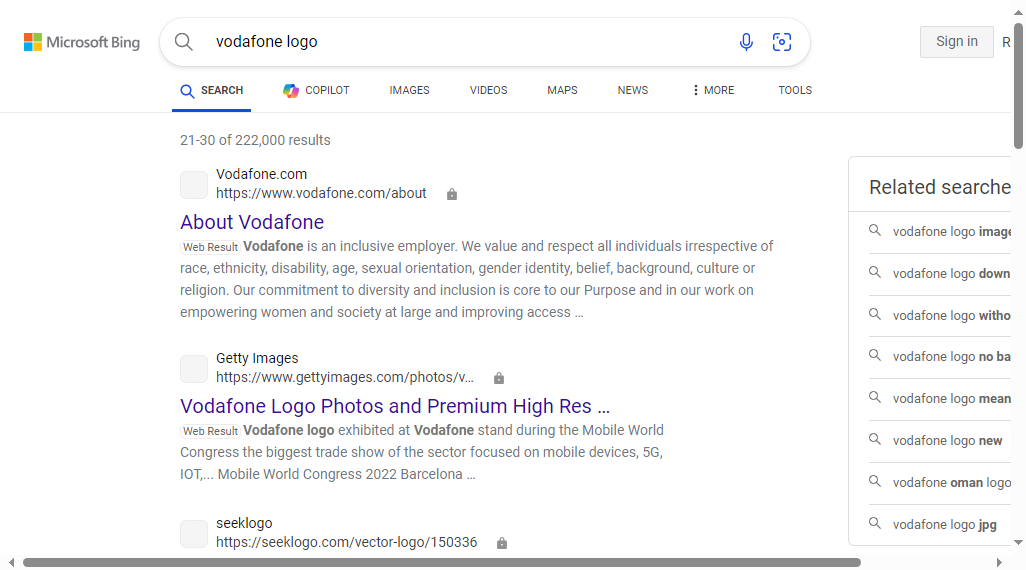 Microsoft Bing
vodafone logo
Sign in
R
SEARCH
COPILOT
IMAGES
VIDEOS
MAPS
NEWS
MORE
TOOLS
21-30 of 222,000 results
Vodafone.com
https://www.vodafone.com/about
About Vodafone
Web Result Vodafone is an inclusive employer. We value and respect all individuals irrespective of
race, ethnicity, disability, age, sexual orientation, gender identity, belief, background, culture or
religion. Our commitment to diversity and inclusion is core to our Purpose and in our work on
empowering women and society at large and improving access ...
Getty Images
https://www.gettyimages.com/photos/v...
Vodafone Logo Photos and Premium High Res ...
Web Result Vodafone logo exhibited at Vodafone stand during the Mobile World
Congress the biggest trade show of the sector focused on mobile devices, 5G,
IOT,... Mobile World Congress 2022 Barcelona ...
seeklogo
https://seeklogo.com/vector-logo/150336
Related searche
vodafone logo image
vodafone logo down
vodafone logo witho
vodafone logo no ba
vodafone logo mean
vodafone logo new
vodafone oman logo
vodafone logo jpg